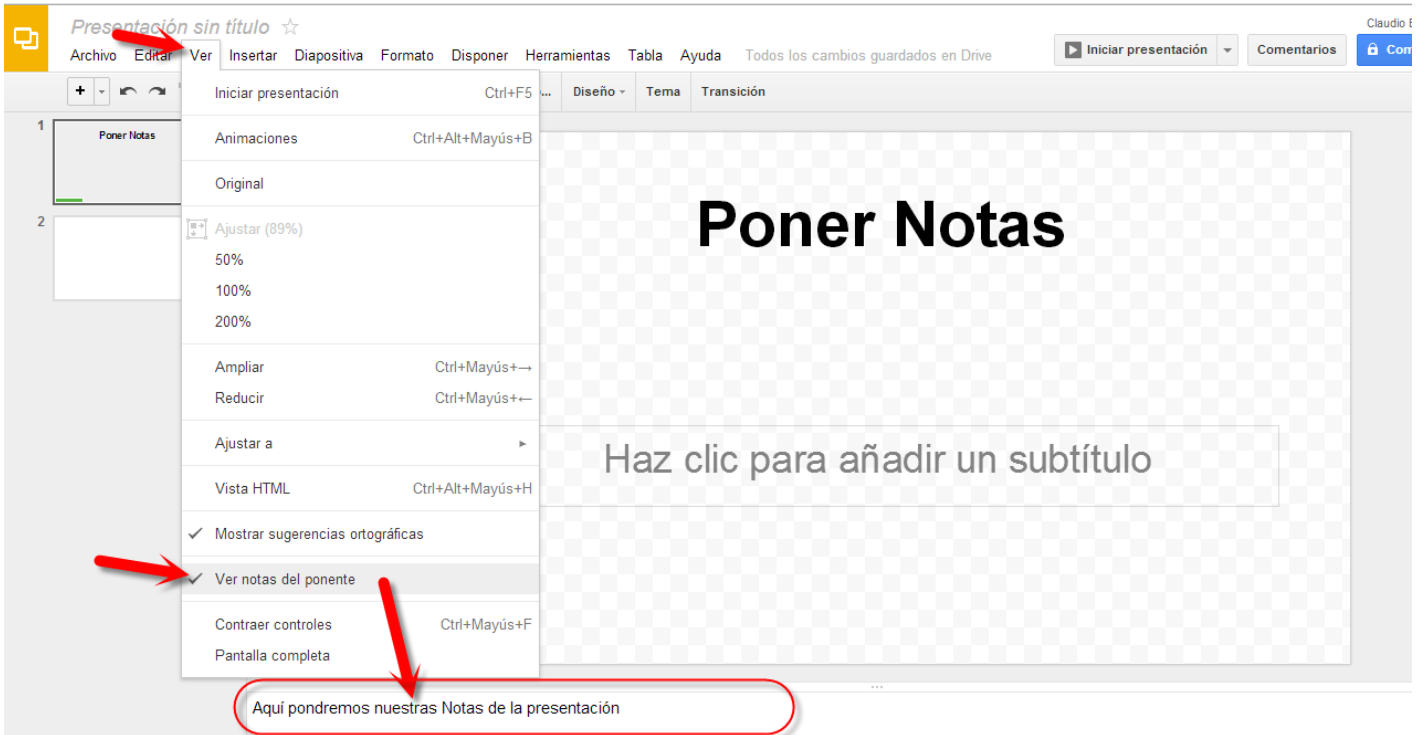 Presentación sin título
Claudio E
Archivo Editar Ver Insertar Diapositiva Formato Disponer Herramientas Tabla Ayuda Todos los cambios guardados en Drive
Iniciar presentación Comentarios Com
Iniciar presentación Ctrl+F5
... Diseño Tema Transición
1
Poner Notas
Animaciones Ctrl+Alt+Mayús+B
Original
2
Ajustar (89%)
50%
100%
200%
Ampliar Ctrl+Mayús+→
Reducir Ctrl+Mayús+←
Ajustar a
Vista HTML Ctrl+Alt+Mayús+H
Mostrar sugerencias ortográficas
Ver notas del ponente
Contraer controles Ctrl+Mayús+F
Pantalla completa
Poner Notas
Haz clic para añadir un subtítulo
Aquí pondremos nuestras Notas de la presentación